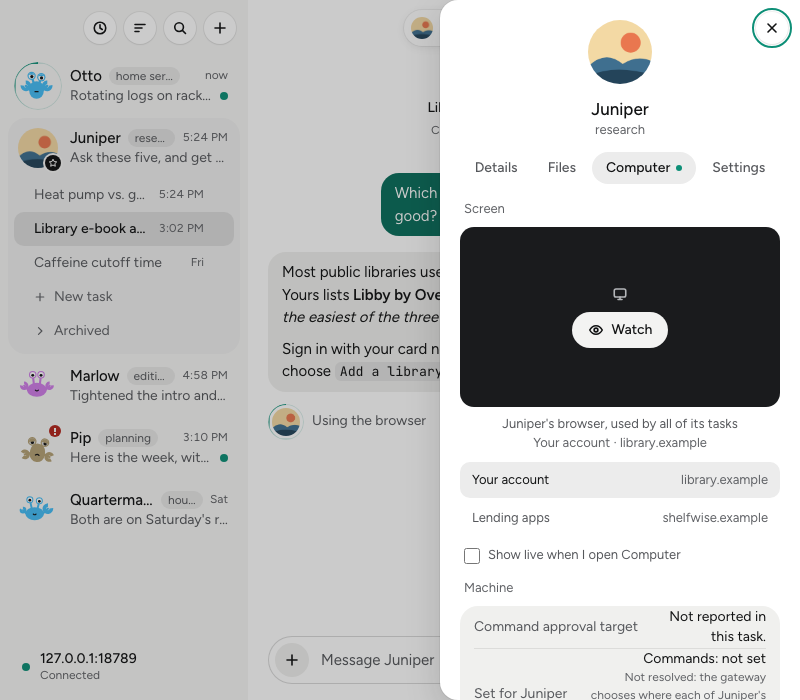 Otto home ser... now
Rotating logs on rack...
Juniper rese... 5:24 PM
Ask these five, and get ...
Heat pump vs. g... 5:24 PM
Library e-book a... 3:02 PM
Caffeine cutoff time Fri
New task
Archived
Marlow editi... 4:58 PM
Tightened the intro and...
Pip planning 3:10 PM
Here is the week, wit...
Quarterma... hou... Sat
Both are on Saturday's r...
127.0.0.1:18789
Connected
Which
good?
Most public libraries use
Yours lists Libby by Ove
the easiest of the three
Sign in with your card n
choose Add a library
Using the browser
Message Juniper
Juniper
research
Details Files Computer Settings
Screen
Watch
Juniper's browser, used by all of its tasks
Your account · library.example
Your account library.example
Lending apps shelfwise.example
Show live when I open Computer
Machine
Command approval target Not reported in
this task.
Commands: not set
Not resolved: the gateway
Set for Juniper chooses where each of Juniper's